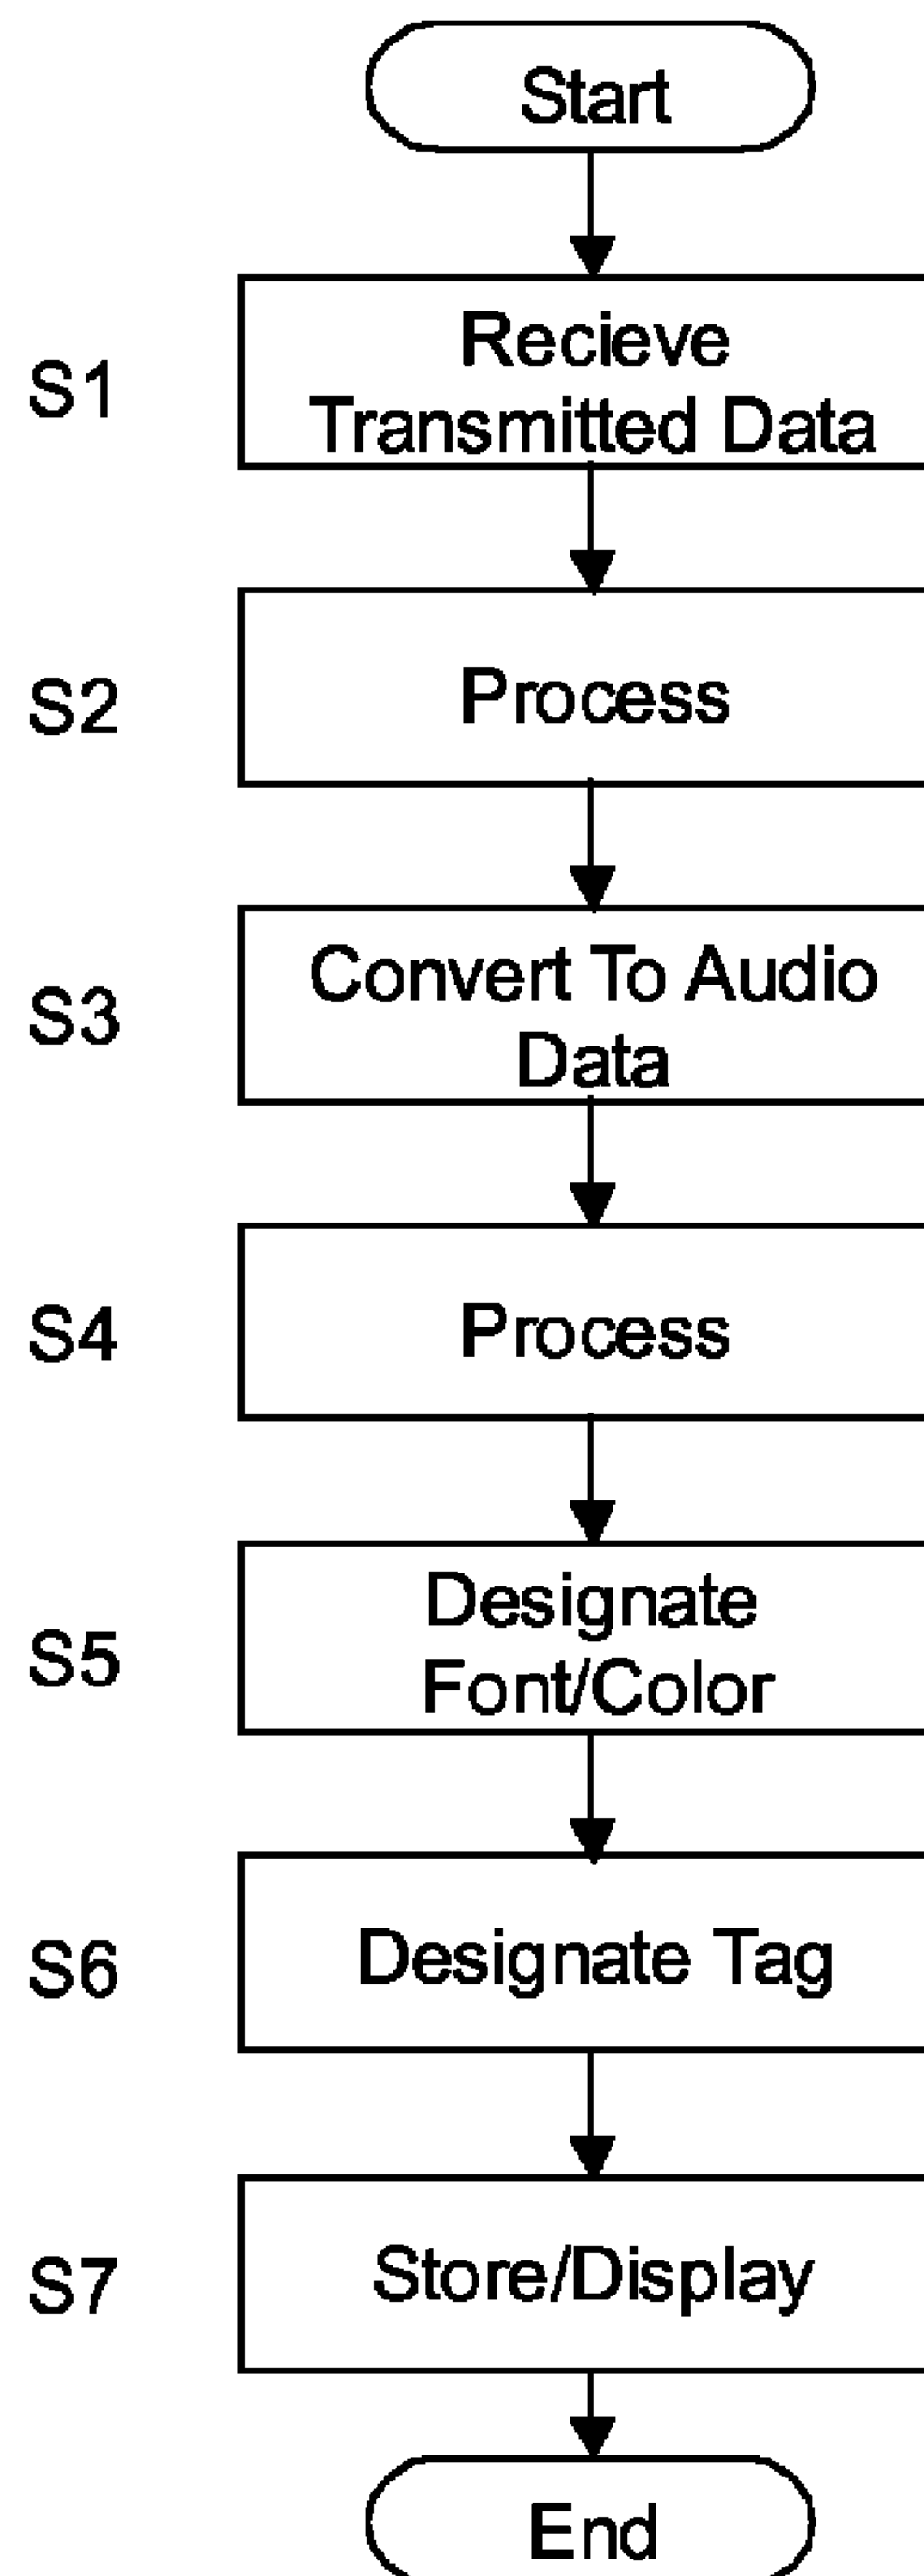 Start
S1
Recieve
Transmitted Data
S2
Process
S3
Convert To Audio
Data
S4
Process
S5
Designate
Font/Color
S6
Designate Tag
S7
Store/Display
End